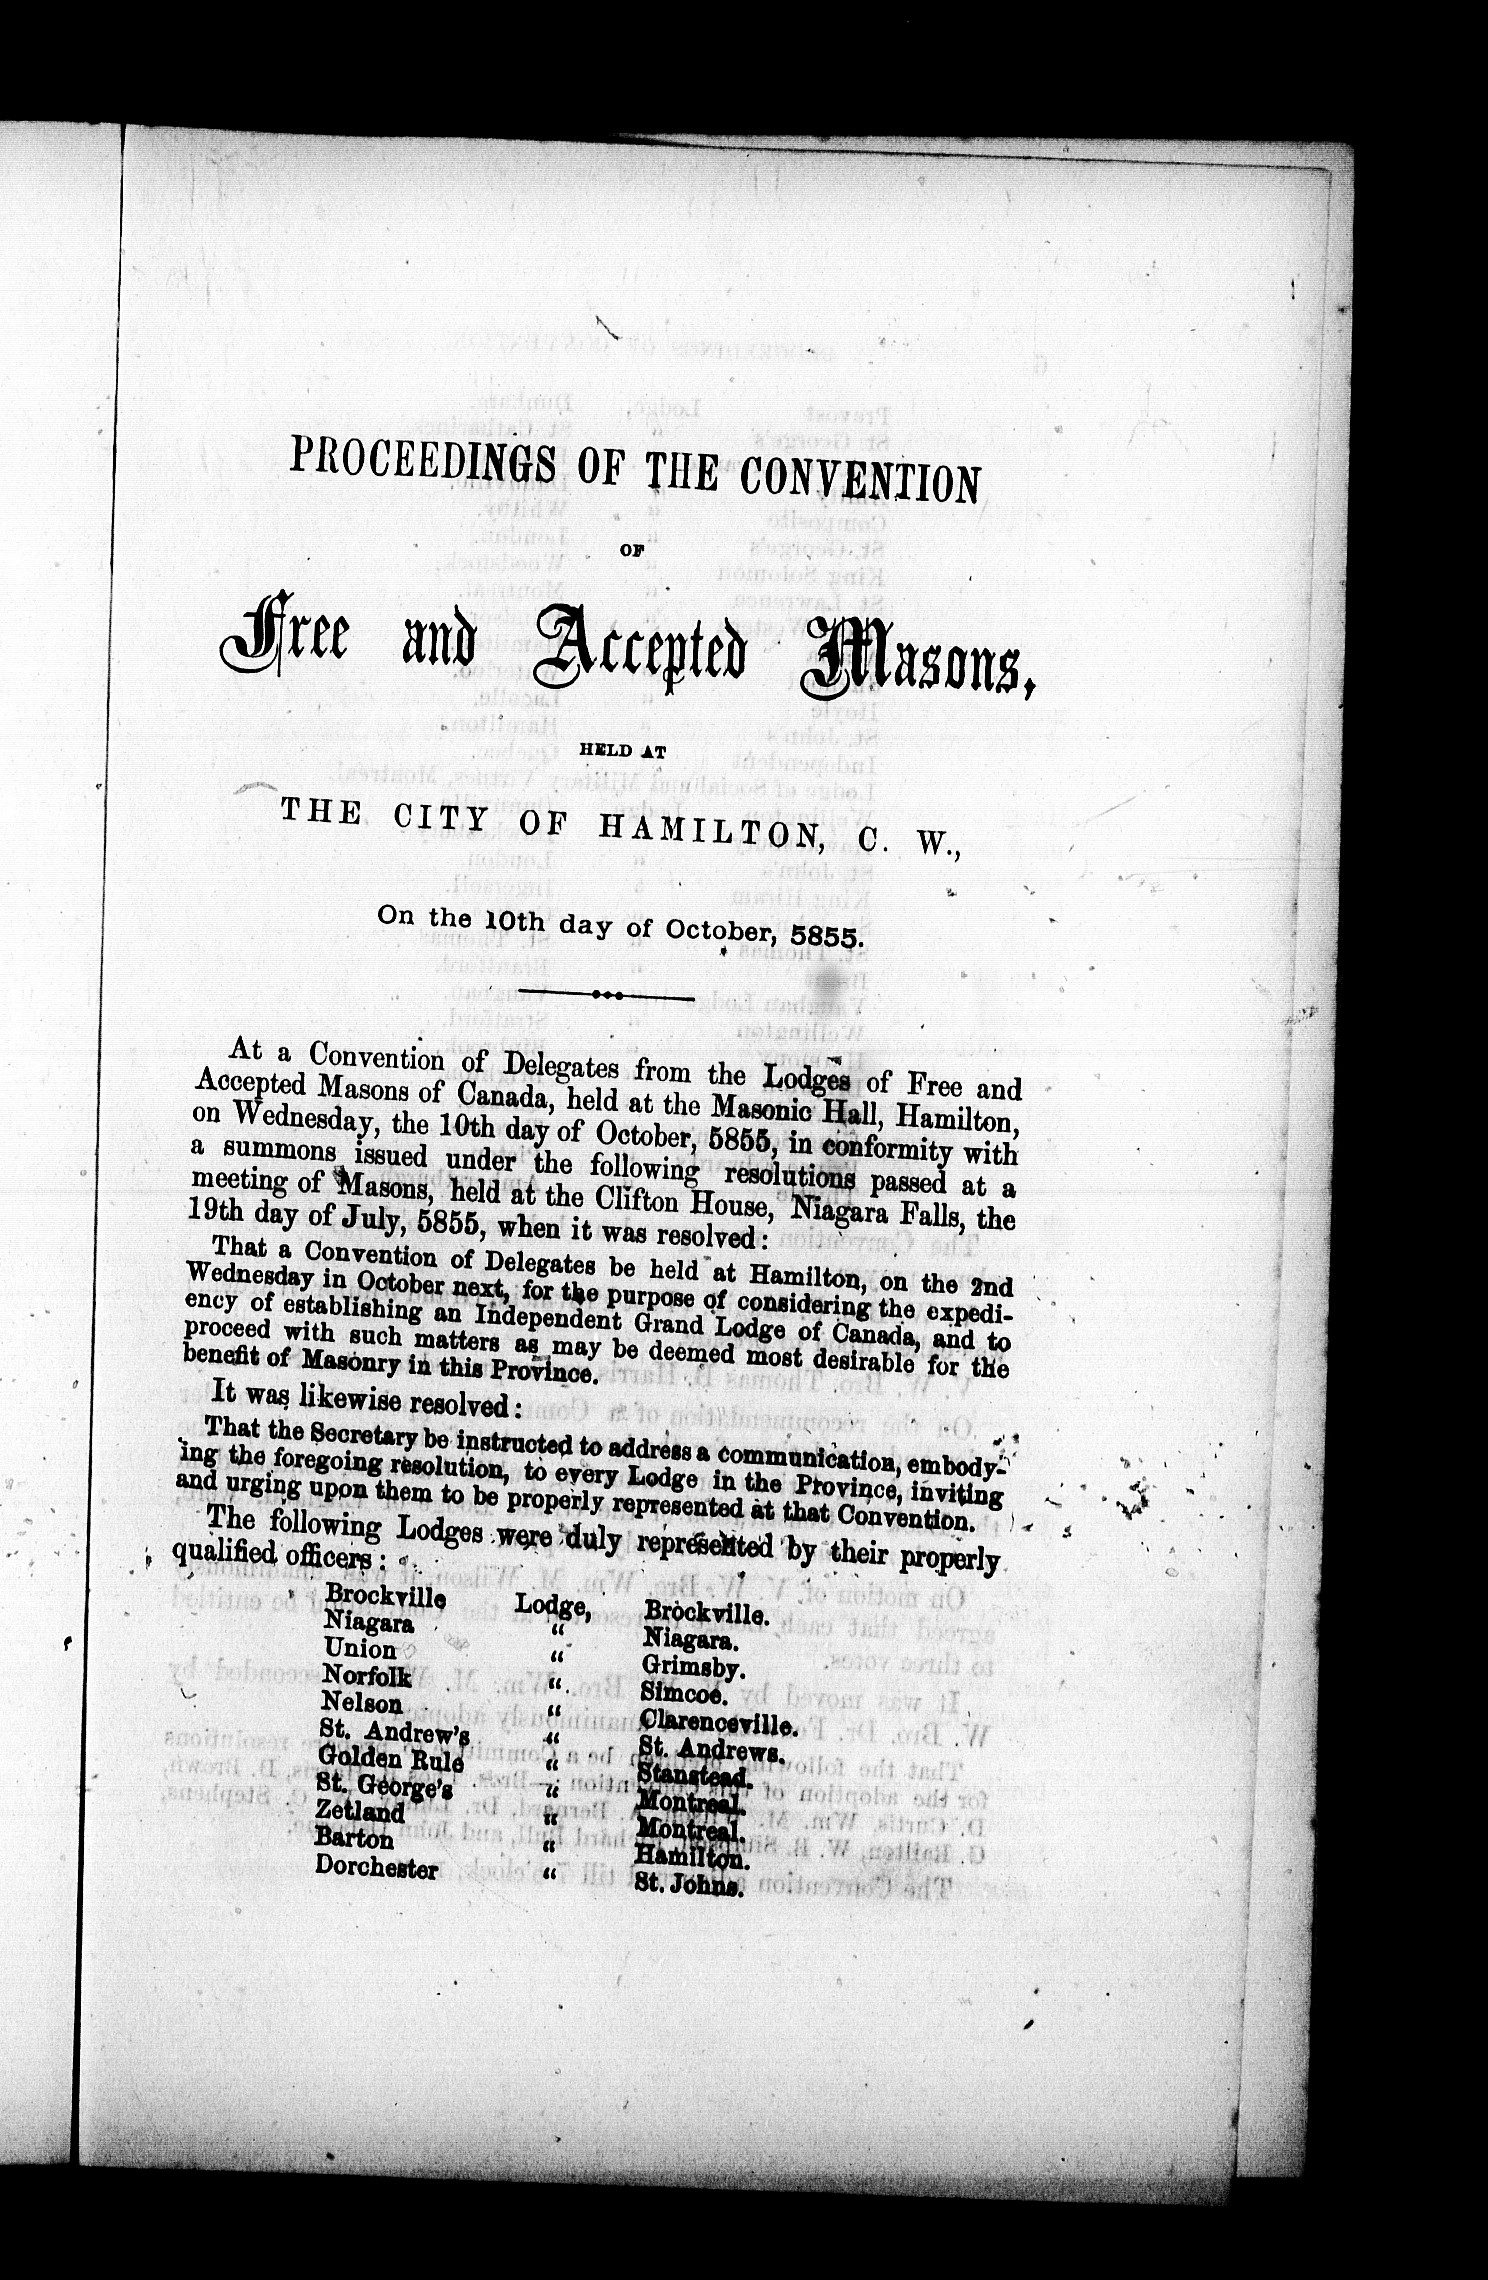 PROCEEDINGS OF THE CONVENTION
OF
Free and Accepted Masons,
HELD AT
THE CITY OF HAMILTON, C. W.,
On the 10th day of October, 5855.
At a Convention of Delegates from the Lodges of Free and
Accepted Masons of Canada, held at the Masonic Hall, Hamilton,
on Wednesday, the 10th day of October, 5855, in conformity with
a summons issued under the following resolutions passed at a
meeting of Masons, held at the Clifton House, Niagara Falls, the
19th day of July, 5855, when it was resolved:
That a Convention of Delegates be held at Hamilton, on the 2nd
Wednesday in October next, for the purpose of considering the expedi-
ency of establishing an Independent Grand Lodge of Canada, and to
proceed with such matters as may be deemed most desirable for the
benefit of Masonry in this Province.
It was likewise resolved:
That the Secretary be instructed to address a communication, embody-
ing the foregoing resolution, to every Lodge in the Province, inviting
and urging upon them to be properly represented at that Convention.
The following Lodges were duly represented by their properly
qualified officers:
Brockville Lodge, Brockville.
Niagara " Niagara.
Union " Grimsby.
Norfolk " Simcoe.
Nelson " Clarenceville.
St. Andrew's " St. Andrews.
Golden Rule " Stanstead.
St. George's " Montreal.
Zetland " Montreal.
Barton " Hamilton.
Dorchester " St. Johns.